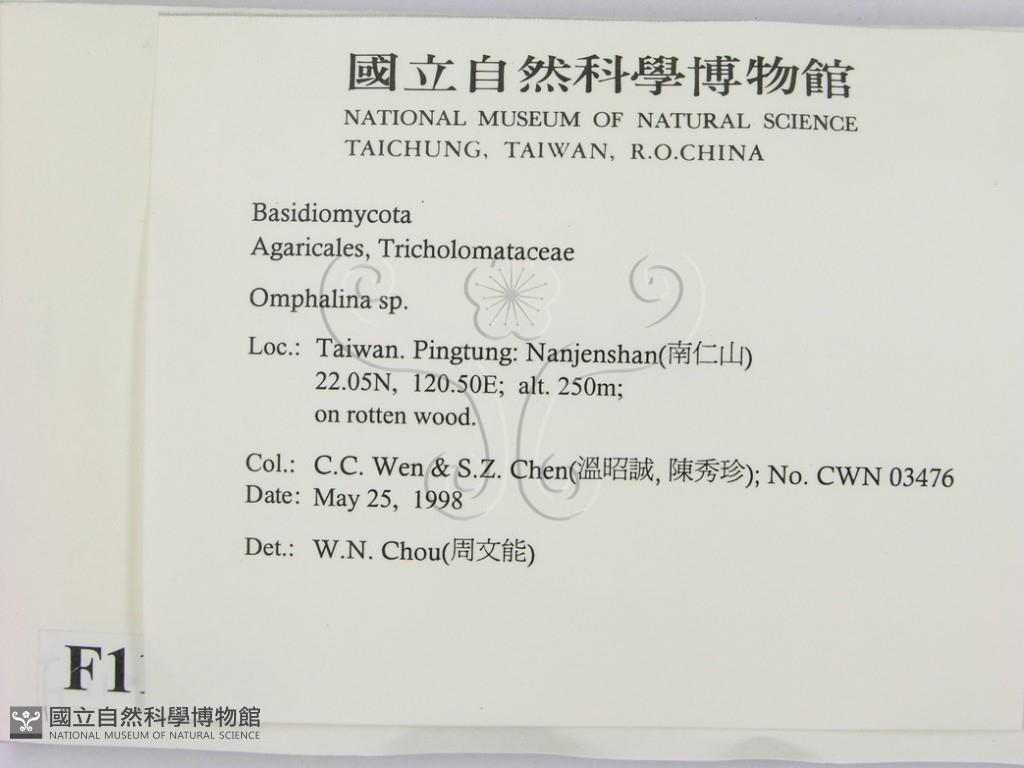 國立自然科學博物館
NATIONAL MUSEUM OF NATURAL SCIENCE
TAICHUNG, TAIWAN, R.O.CHINA
Basidiomycota
Agaricales, Tricholomataceae
Omphalina sp.
Loc.: Taiwan. Pingtung: Nanjenshan(南仁山)
22.05N, 120.50E; alt. 250m;
on rotten wood.
Col.: C.C. Wen & S.Z. Chen(溫昭誠, 陳秀珍); No. CWN 03476
Date: May 25, 1998
Det.: W.N. Chou(周文能)
F1
國立自然科學博物館
NATIONAL MUSEUM OF NATURAL SCIENCE